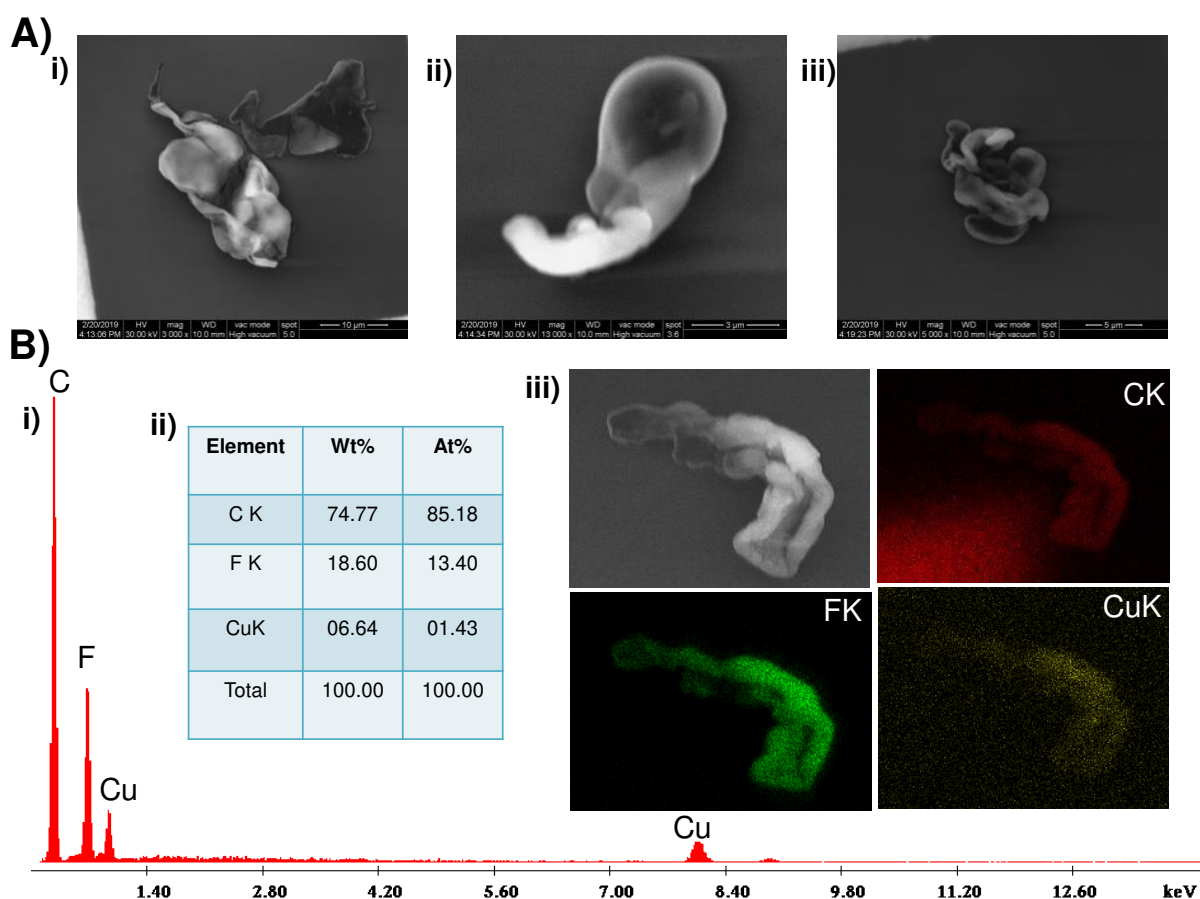 A)
i)
ii)
iii)
2/20/2019 HV mag WD vac mode spot 10 µm
4:13:06 PM 30.00 kV 3 000 x 10.0 mm High vacuum 5.0
2/20/2019 HV mag WD vac mode spot 3 µm
4:14:34 PM 30.00 kV 13 000 x 10.0 mm High vacuum 3.6
2/20/2019 HV mag WD vac mode spot 5 µm
4:19:23 PM 30.00 kV 5 000 x 10.0 mm High vacuum 5.0
B)
i)
C
F
Cu
Cu
1.40 2.80 4.20 5.60 7.00 8.40 9.80 11.20 12.60 keV
ii)
Element Wt% At%
C K 74.77 85.18
F K 18.60 13.40
CuK 06.64 01.43
Total 100.00 100.00
iii)
CK
FK
CuK